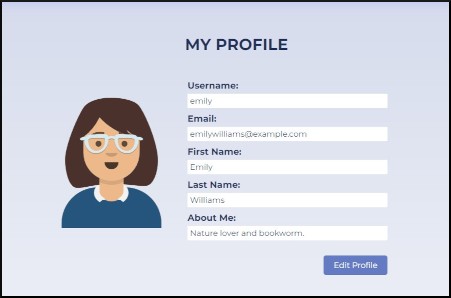 MY PROFILE
Username:
emily
Email:
emilywilliams@example.com
First Name:
Emily
Last Name:
Williams
About Me:
Nature lover and bookworm.
Edit Profile